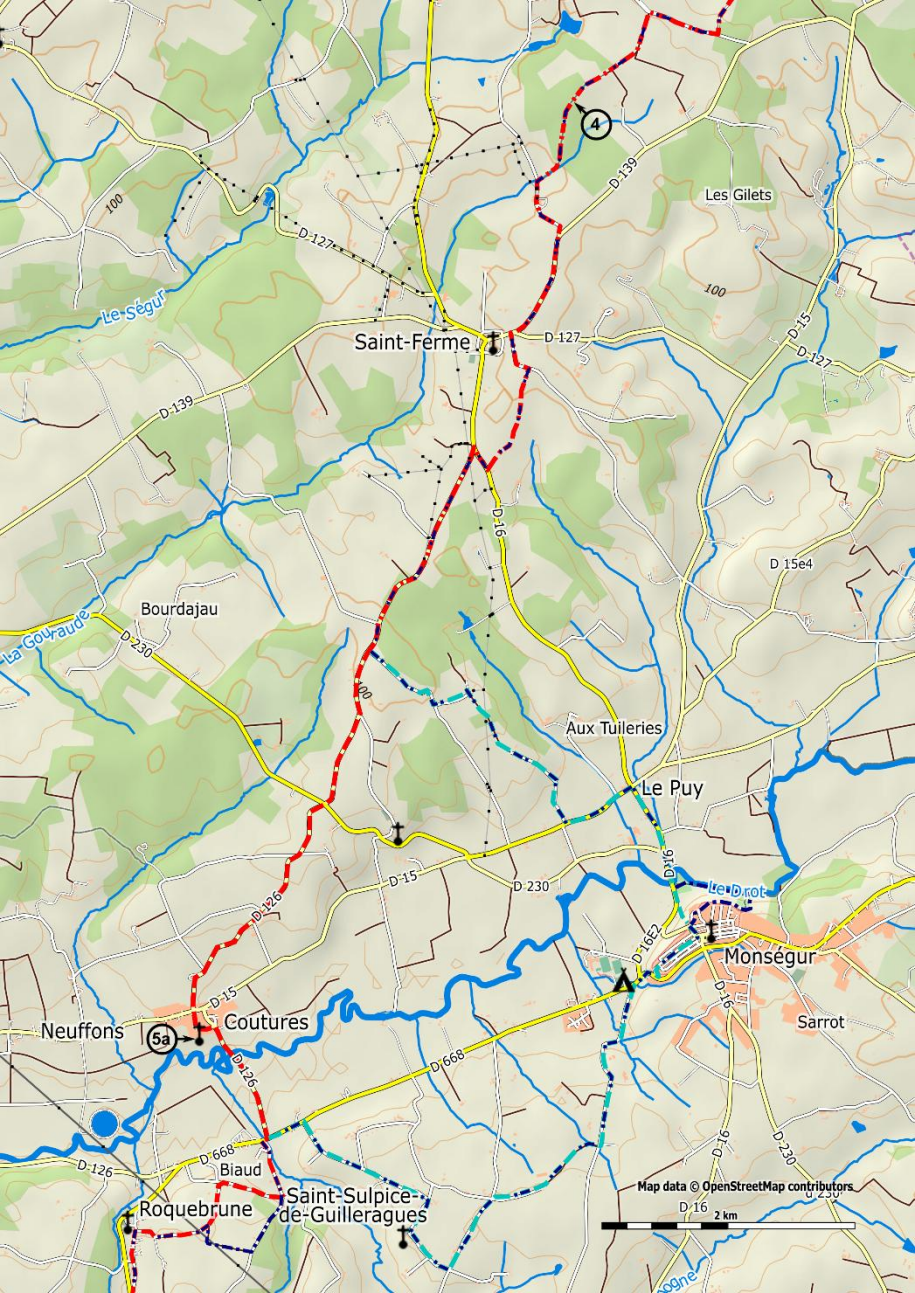 4
D-139
Les Gilets
100
D-127
100
Le Ségur
D-15
Saint-Ferme
D 127
D-127
D-139
D-16
D 15e4
Bourdajau
La Gouraude
D-230
100
Aux Tuileries
Le Puy
D-16
D-15
D-230
Le Drot
D-126
D-16E2
Monségur
D-15
D-16
Neuffons
5a
Coutures
Sarrot
D-126
D 668
D-16
D-230
D 668
D-126
Biaud
Map data © OpenStreetMap contributors
Roquebrune
Saint-Sulpice-
de-Guilleragues
D 16
2 km